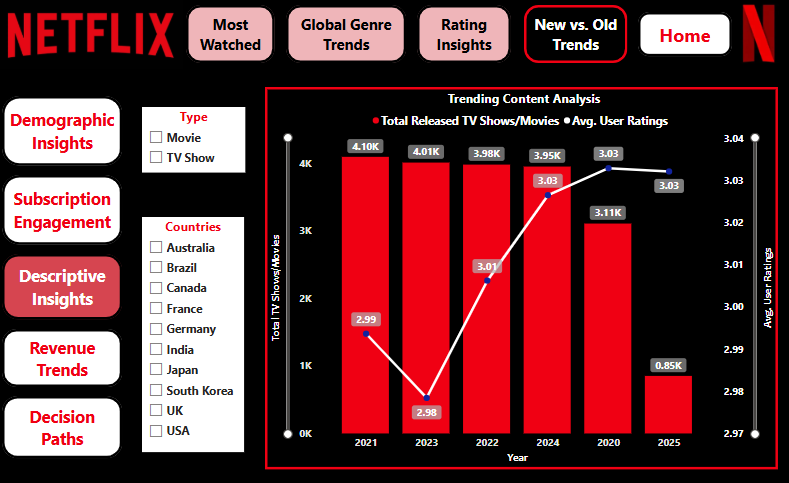 NETFLIX
Most
Watched
Global Genre
Trends
Rating
Insights
New vs. Old
Trends
Home
N
Demographic
Insights
Subscription
Engagement
Descriptive
Insights
Revenue
Trends
Decision
Paths
Type
Movie
TV Show
Countries
Australia
Brazil
Canada
France
Germany
India
Japan
South Korea
UK
USA
Trending Content Analysis
Total Released TV Shows/Movies Avg. User Ratings
Total TV Shows/Movies
4K
3K
2K
1K
0K
4.10K
4.01K
3.98K
3.95K
3.11K
0.85K
2.99
2.98
3.01
3.03
3.03
3.03
3.04
3.03
3.02
3.01
3.00
2.99
2.98
2.97
Avg. User Ratings
2021 2023 2022 2024 2020 2025
Year